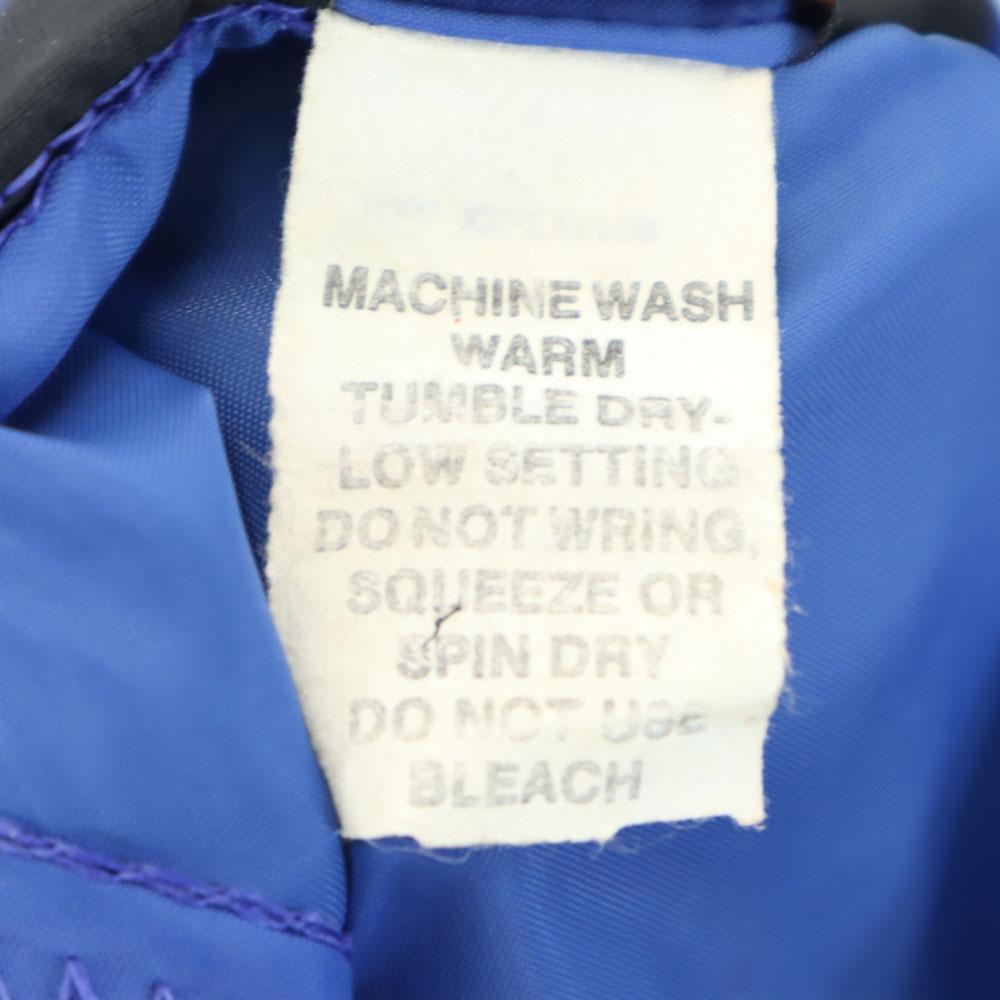 MACHINE WASH
WARM
TUMBLE DRY-
LOW SETTING
DO NOT WRING,
SQUEEZE OR
SPIN DRY
DO NOT USE
BLEACH